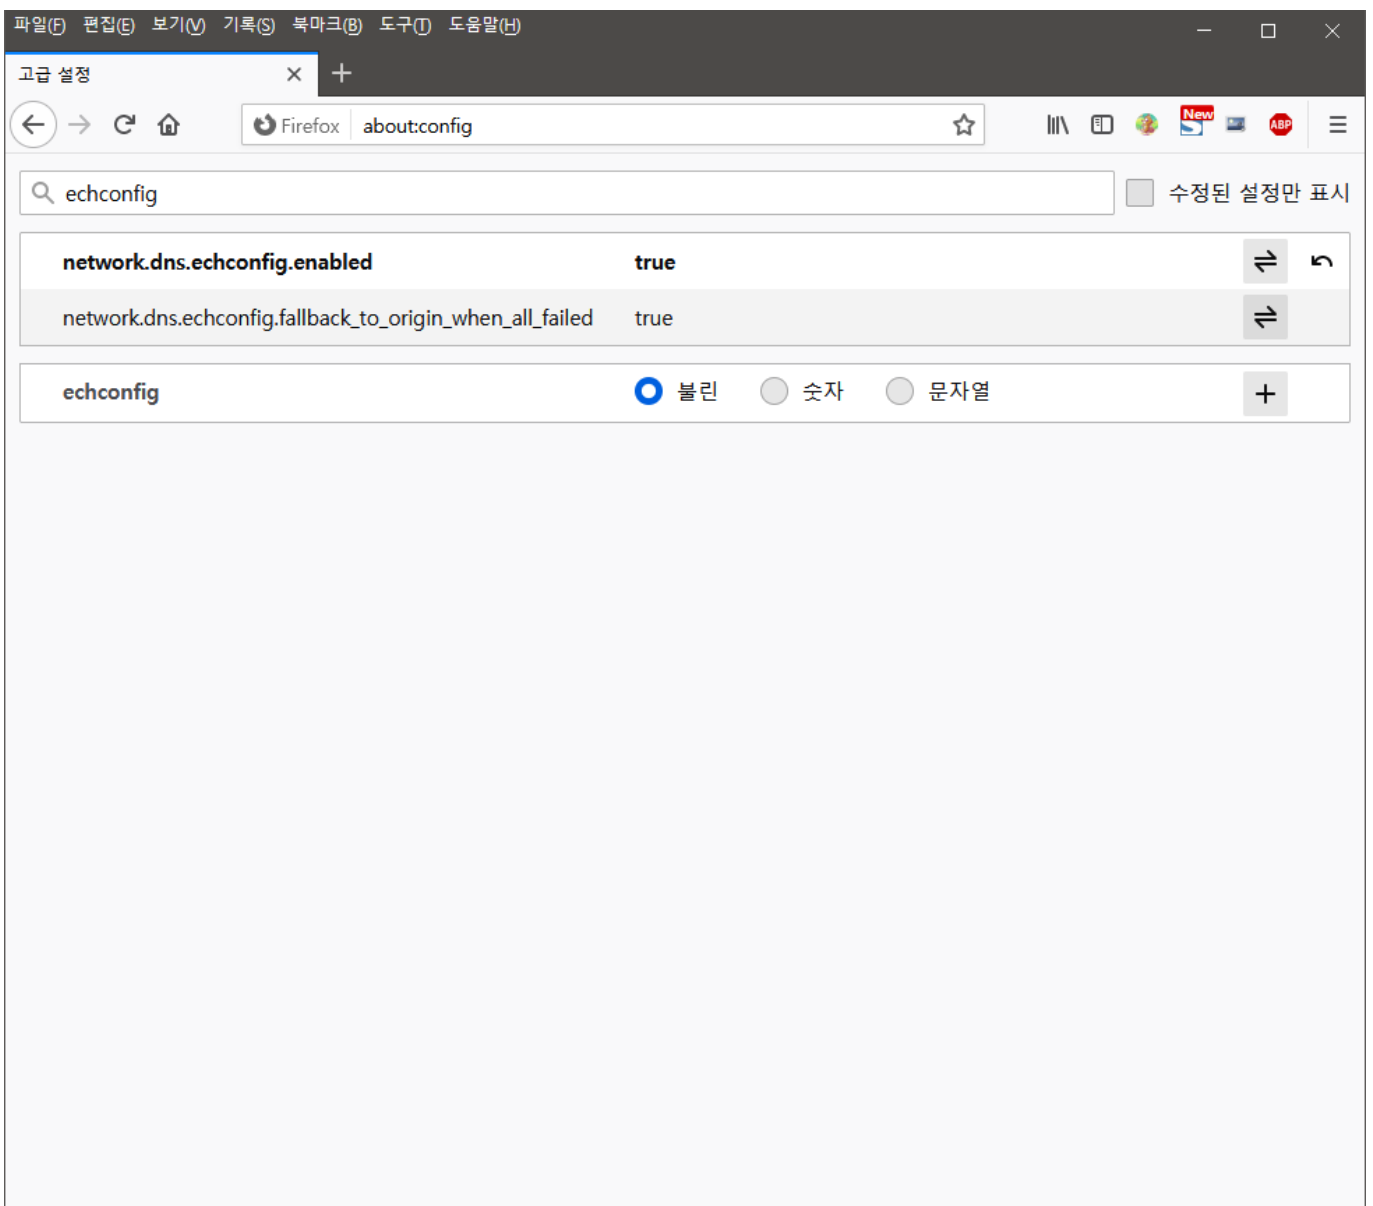 파일(F) 편집(E) 보기(V) 기록(S) 북마크(B) 도구(T) 도움말(H)
고급 설정
Firefox about:config
New
ABP
echconfig
수정된 설정만 표시
network.dns.echconfig.enabled true
network.dns.echconfig.fallback_to_origin_when_all_failed true
echconfig 불린 숫자 문자열